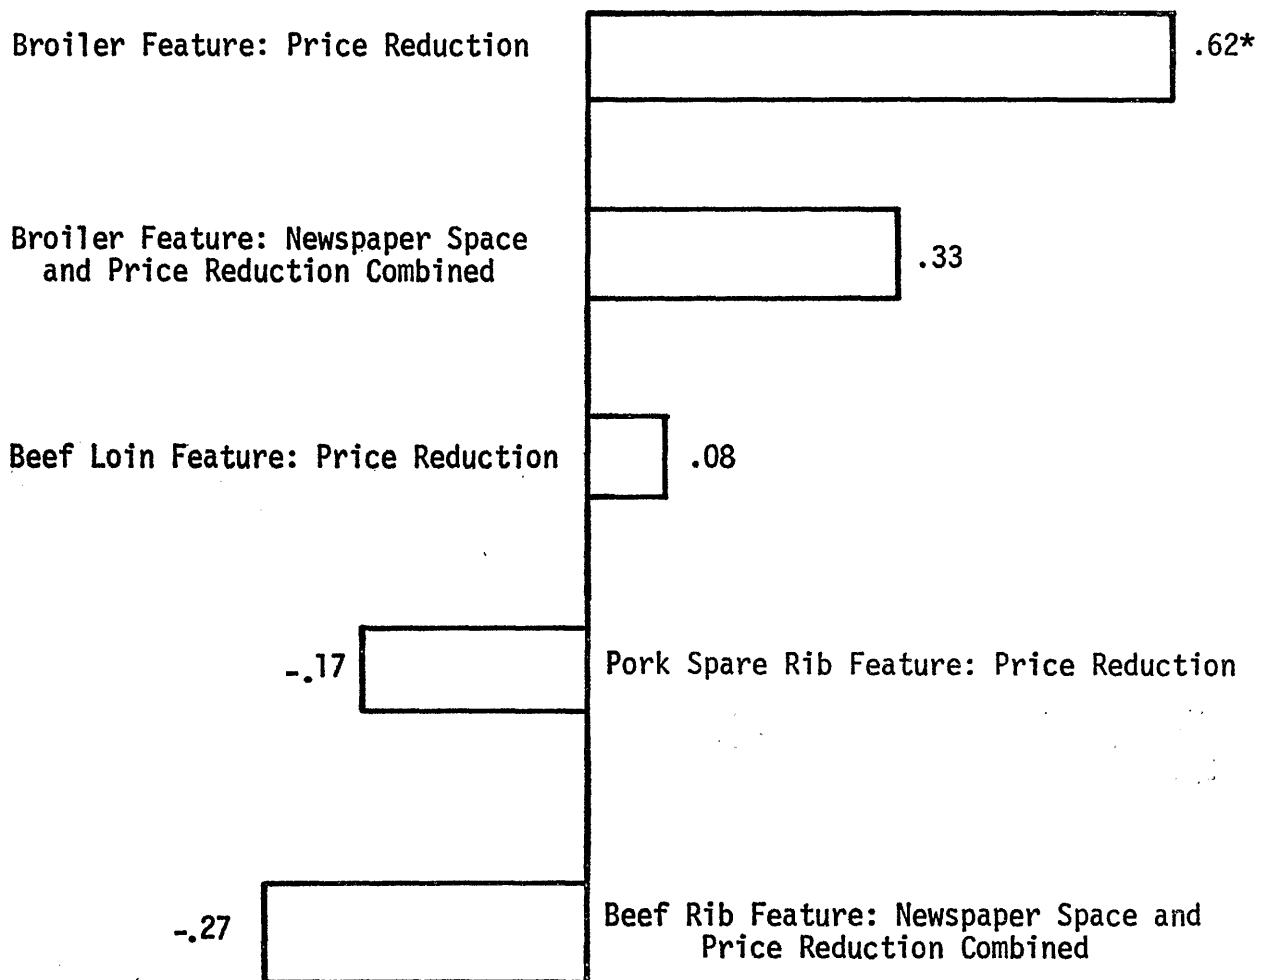 Broiler Feature: Price Reduction
.62*
Broiler Feature: Newspaper Space
and Price Reduction Combined
.33
Beef Loin Feature: Price Reduction
.08
-.17
Pork Spare Rib Feature: Price Reduction
-.27
Beef Rib Feature: Newspaper Space and
Price Reduction Combined